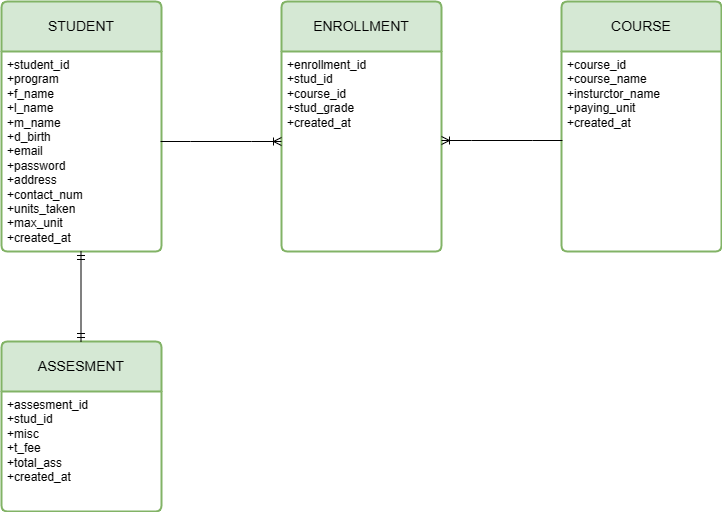 STUDENT
+student_id
+program
+f_name
+l_name
+m_name
+d_birth
+email
+password
+address
+contact_num
+units_taken
+max_unit
+created_at
ENROLLMENT
+enrollment_id
+stud_id
+course_id
+stud_grade
+created_at
COURSE
+course_id
+course_name
+insturctor_name
+paying_unit
+created_at
ASSESMENT
+assesment_id
+stud_id
+misc
+t_fee
+total_ass
+created_at